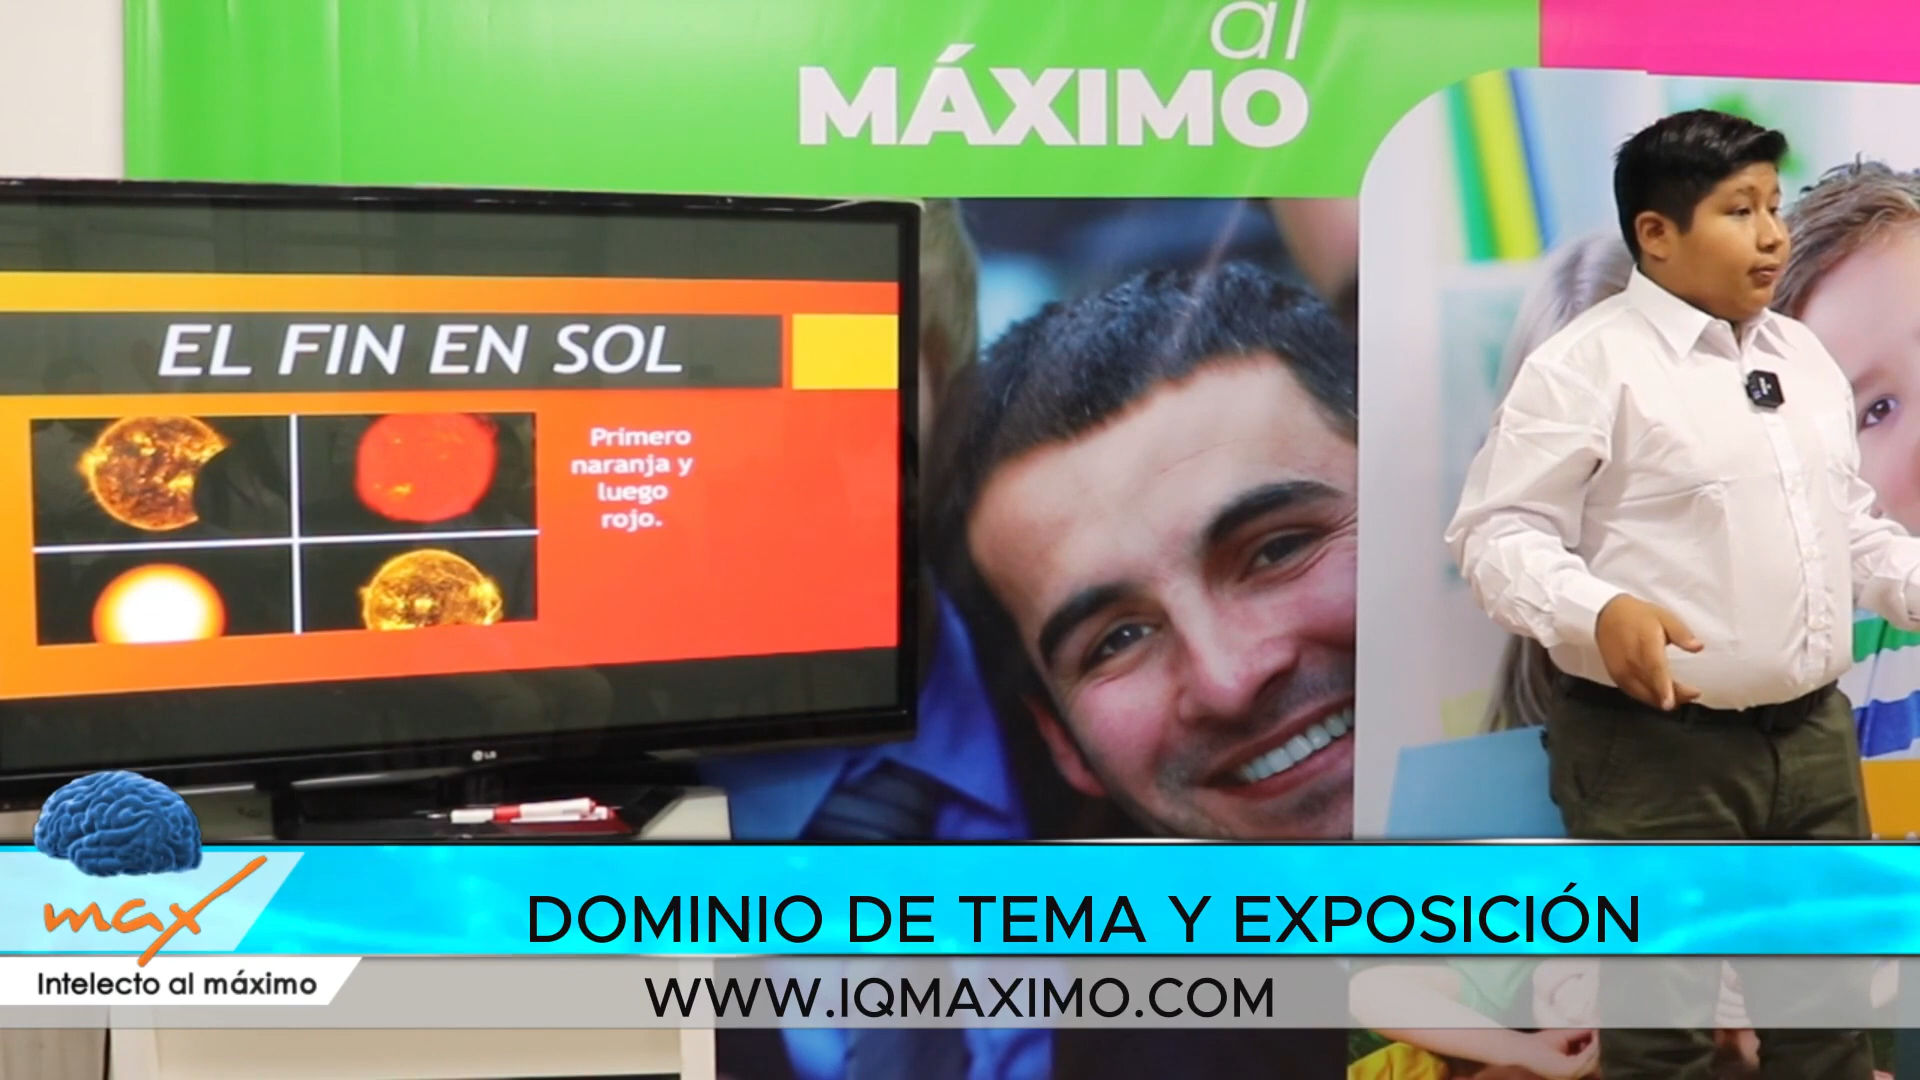 al
MÁXIMO
EL FIN EN SOL
Primero
naranja y
luego
rojo.
LG
max
DOMINIO DE TEMA Y EXPOSICIÓN
Intelecto al máximo
WWW.IQMAXIMO.COM